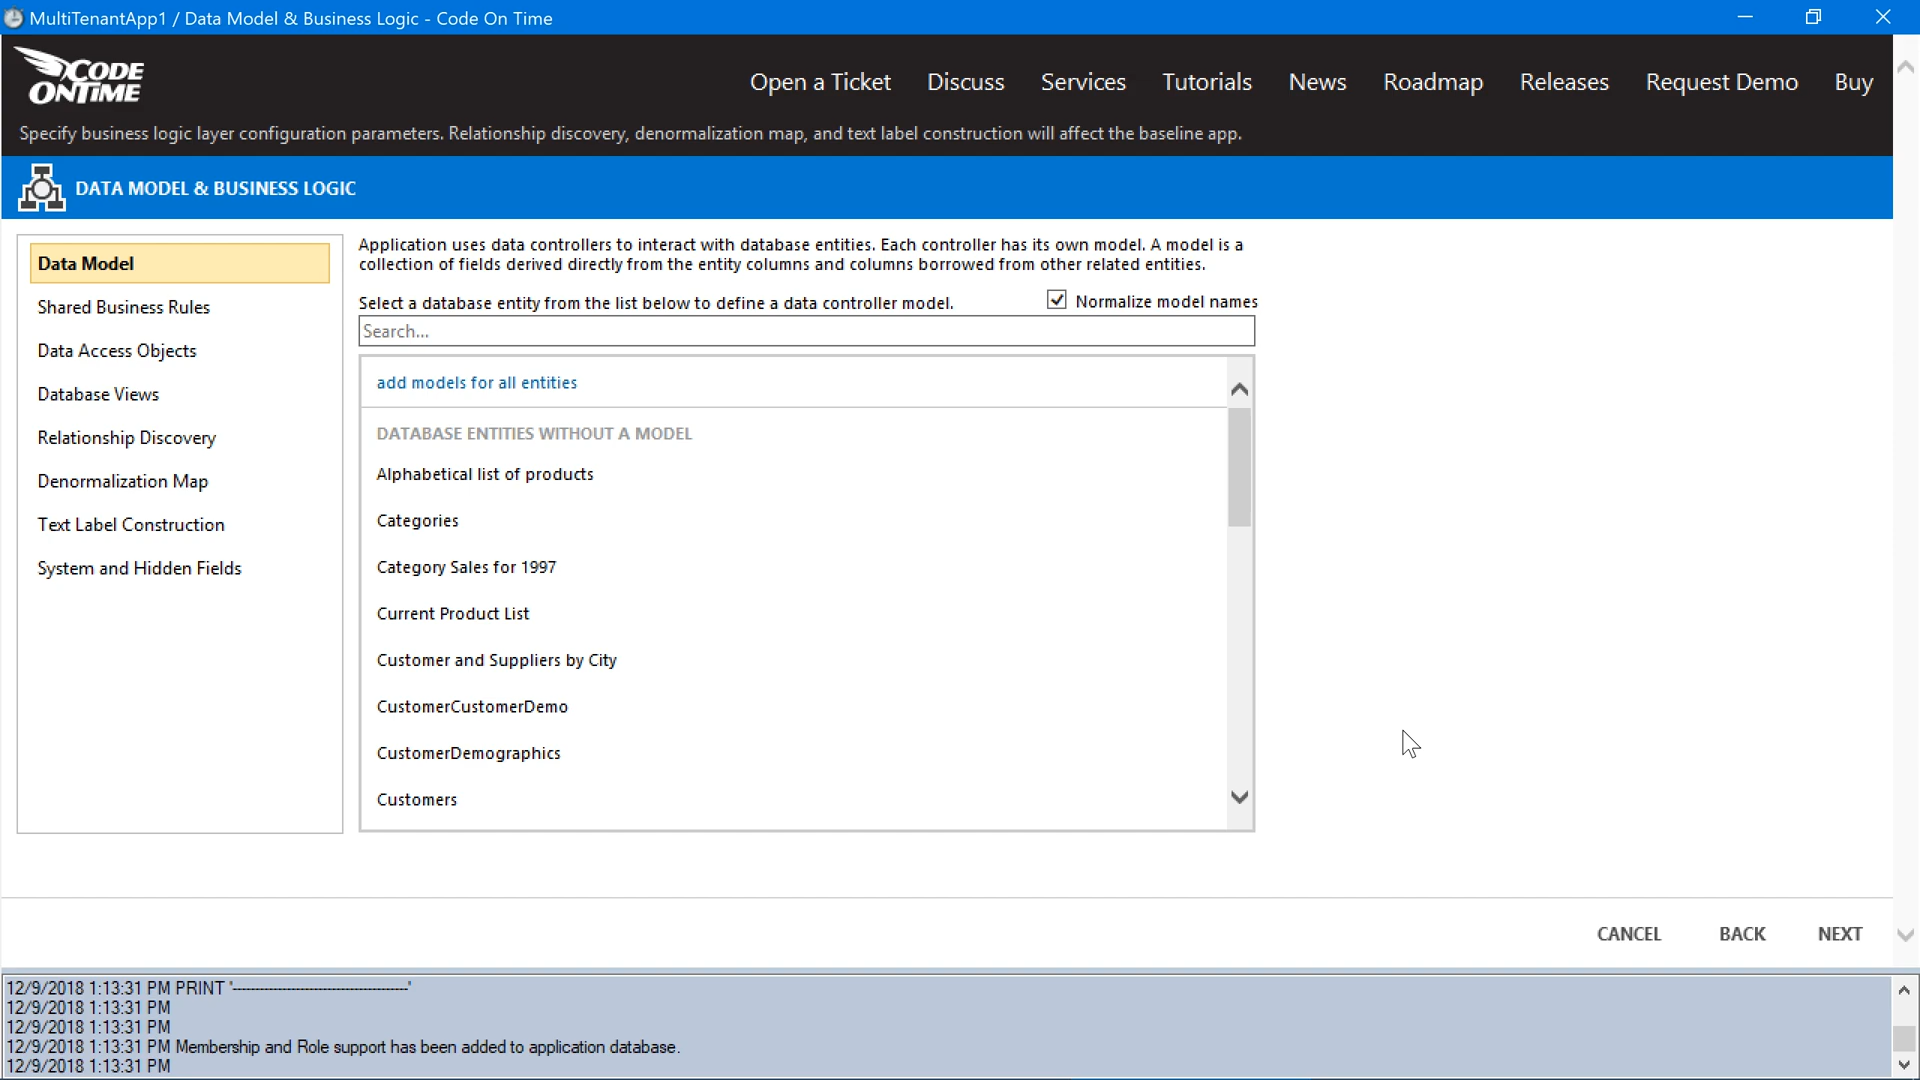 MultiTenantApp1 / Data Model & Business Logic - Code On Time
CODE
ONTIME
Open a Ticket Discuss Services Tutorials News Roadmap Releases Request Demo Buy
Specify business logic layer configuration parameters. Relationship discovery, denormalization map, and text label construction will affect the baseline app.
DATA MODEL & BUSINESS LOGIC
Data Model
Shared Business Rules
Data Access Objects
Database Views
Relationship Discovery
Denormalization Map
Text Label Construction
System and Hidden Fields
Application uses data controllers to interact with database entities. Each controller has its own model. A model is a
collection of fields derived directly from the entity columns and columns borrowed from other related entities.
Select a database entity from the list below to define a data controller model.
Normalize model names
Search...
add models for all entities
DATABASE ENTITIES WITHOUT A MODEL
Alphabetical list of products
Categories
Category Sales for 1997
Current Product List
Customer and Suppliers by City
CustomerCustomerDemo
CustomerDemographics
Customers
CANCEL BACK NEXT
12/9/2018 1:13:31 PM PRINT '----------------------------------------'
12/9/2018 1:13:31 PM
12/9/2018 1:13:31 PM
12/9/2018 1:13:31 PM Membership and Role support has been added to application database.
12/9/2018 1:13:31 PM